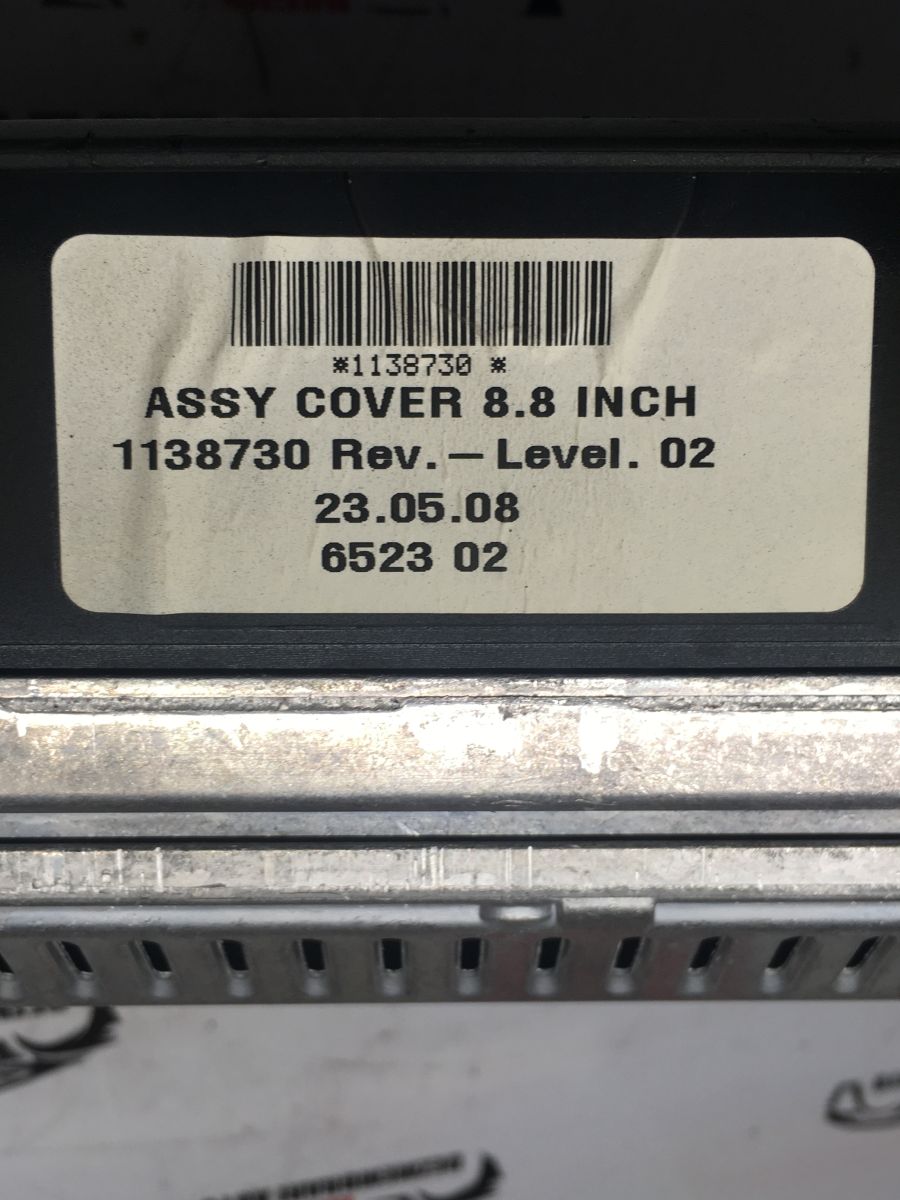 *1138730 *
ASSY COVER 8.8 INCH
1138730 Rev. – Level. 02
23.05.08
6523 02